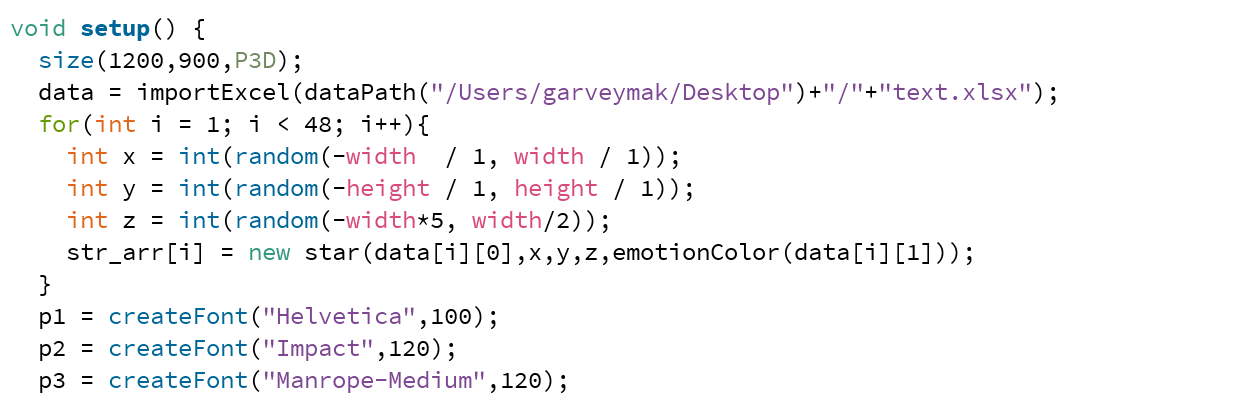 void setup() {
  size(1200,900,P3D);
  data = importExcel(dataPath("/Users/garveymak/Desktop")+"/"+"text.xlsx");
  for(int i = 1; i < 48; i++){
    int x = int(random(-width  / 1, width / 1));
    int y = int(random(-height / 1, height / 1));
    int z = int(random(-width*5, width/2));
    str_arr[i] = new star(data[i][0],x,y,z,emotionColor(data[i][1]));
  }
  p1 = createFont("Helvetica",100);
  p2 = createFont("Impact",120);
  p3 = createFont("Manrope-Medium",120);